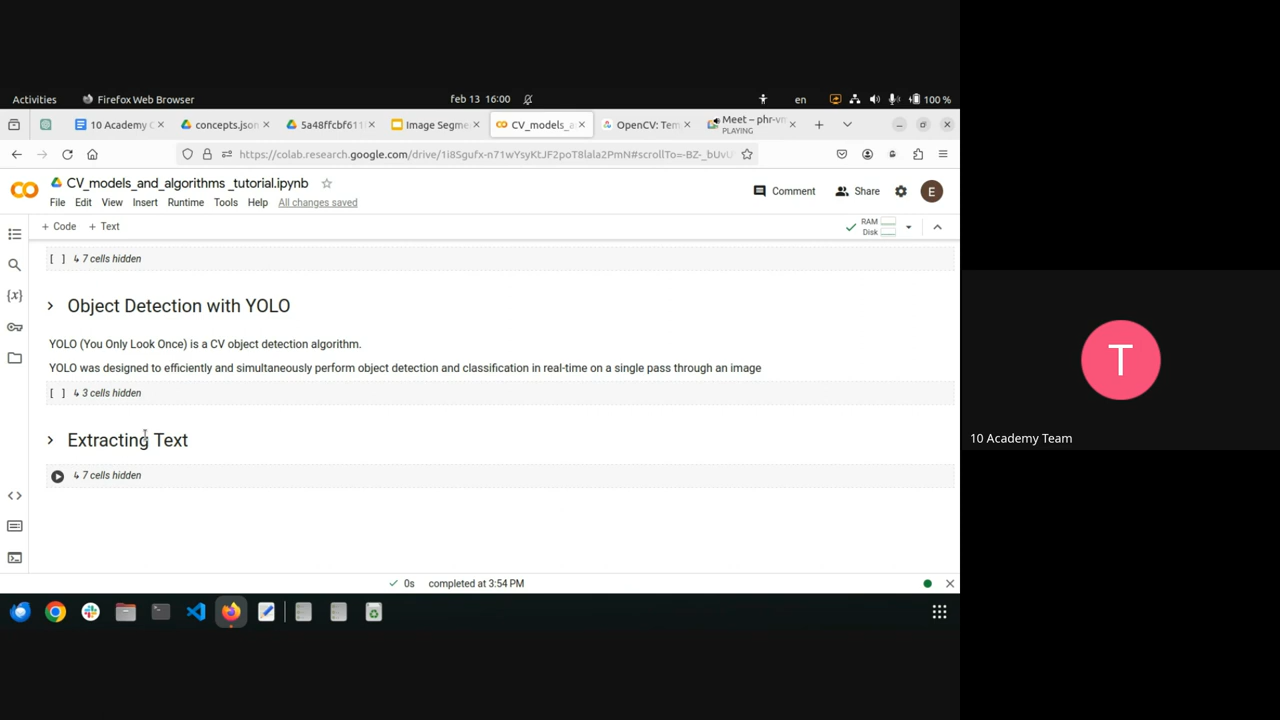 Activities Firefox Web Browser feb 13 16:00 en 100 %
10 Academy C concepts.json 5a48ffcbf611 Image Segme CV_models_a OpenCV: Tem Meet – phr-vn
PLAYING
https://colab.research.google.com/drive/1i8Sgufx-n71wYsyKtJF2poT8lala2PmN#scrollTo=-BZ-_bUvU
CO CV_models_and_algorithms _tutorial.ipynb Comment Share E
File Edit View Insert Runtime Tools Help All changes saved
+ Code + Text RAM
Disk
[ ] ↳ 7 cells hidden
Object Detection with YOLO
YOLO (You Only Look Once) is a CV object detection algorithm.
YOLO was designed to efficiently and simultaneously perform object detection and classification in real-time on a single pass through an image
[ ] ↳ 3 cells hidden
Extracting Text
↳ 7 cells hidden
0s completed at 3:54 PM
T
10 Academy Team